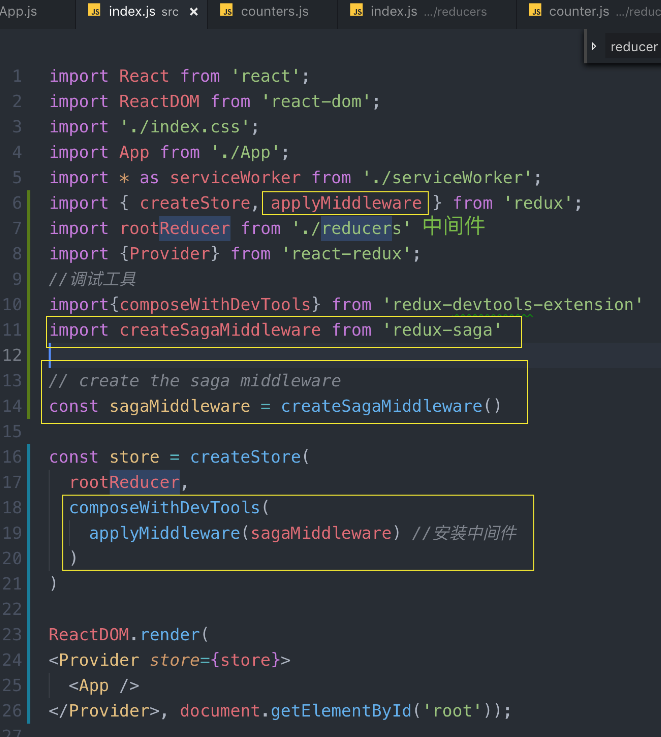 App.js index.js src × counters.js index.js .../reducers counter.js .../reduc
reducer
1 import React from 'react';
2 import ReactDOM from 'react-dom';
3 import './index.css';
4 import App from './App';
5 import * as serviceWorker from './serviceWorker';
6 import { createStore, applyMiddleware } from 'redux';
7 import rootReducer from './reducers' 中间件
8 import {Provider} from 'react-redux';
9 //调试工具
10 import{composeWithDevTools} from 'redux-devtools-extension'
11 import createSagaMiddleware from 'redux-saga'
12
13 // create the saga middleware
14 const sagaMiddleware = createSagaMiddleware()
15
16 const store = createStore(
17 rootReducer,
18 composeWithDevTools(
19 applyMiddleware(sagaMiddleware) //安装中间件
20 )
21 )
22
23 ReactDOM.render(
24 <Provider store={store}>
25 <App />
26 </Provider>, document.getElementById('root'));
27